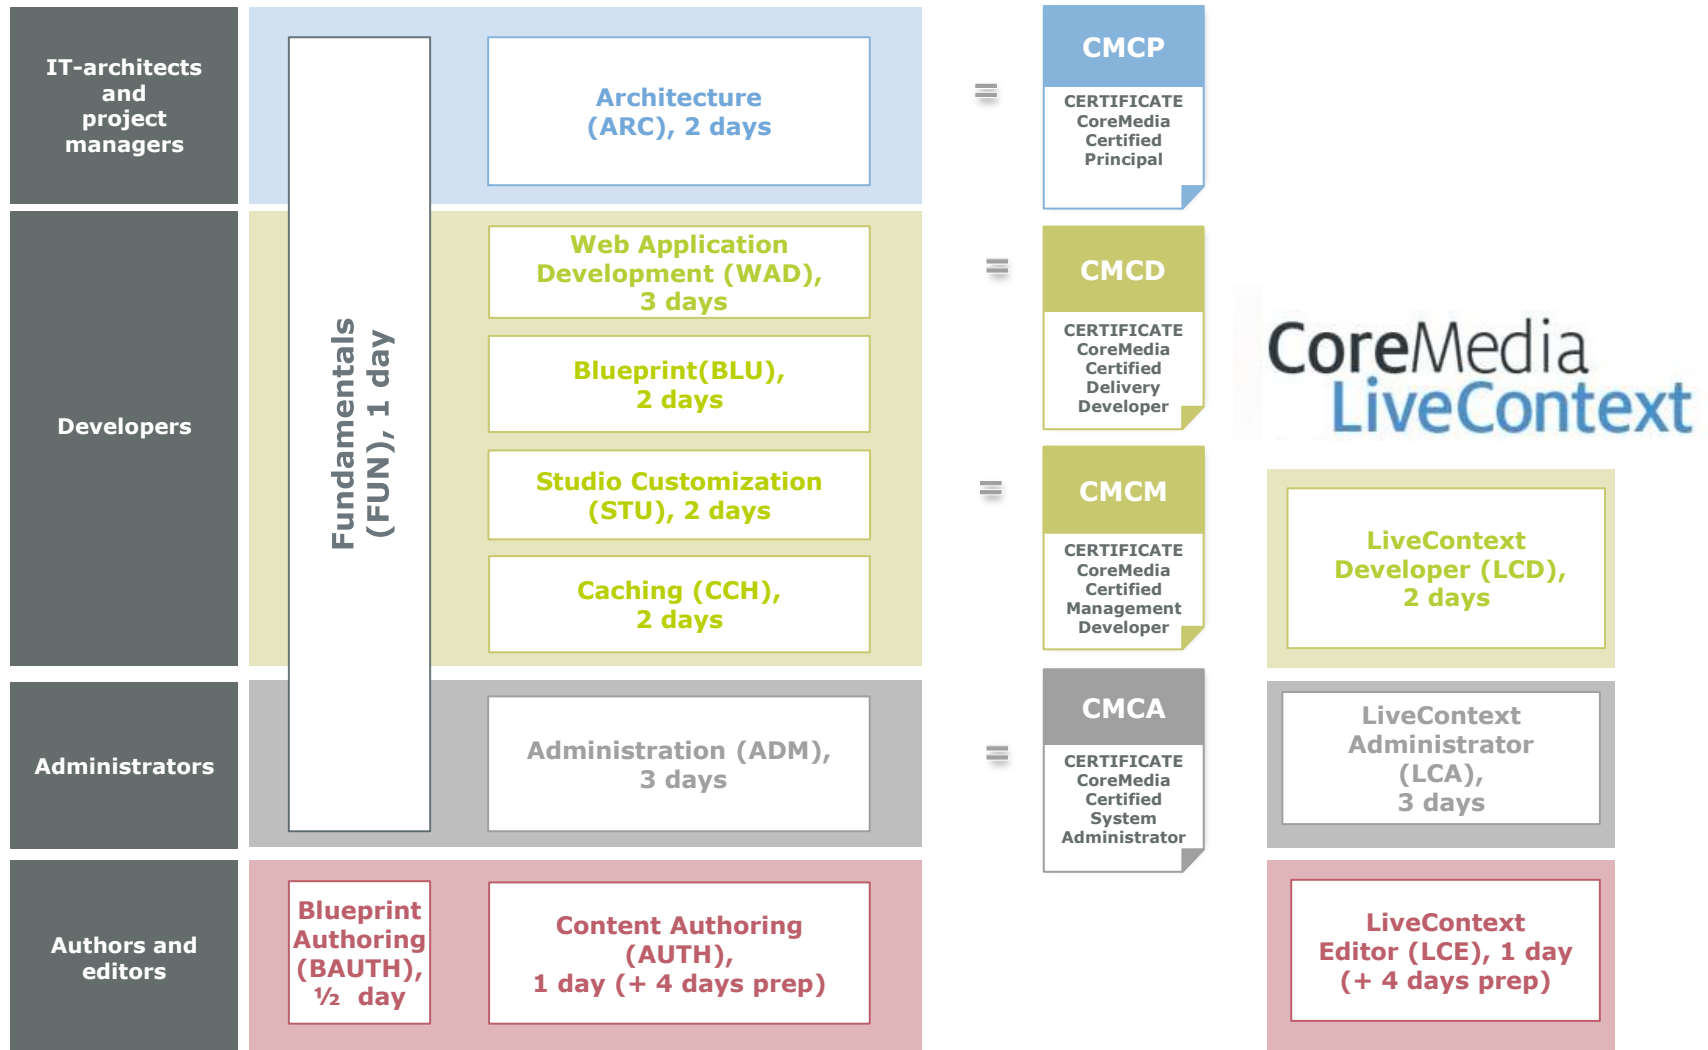 IT-architects
and
project
managers
Fundamentals
(FUN), 1 day
Architecture
(ARC), 2 days
=
CMCP
CERTIFICATE
CoreMedia
Certified
Principal
Developers
Web Application
Development (WAD),
3 days
=
CMCD
CERTIFICATE
CoreMedia
Certified
Delivery
Developer
Blueprint(BLU),
2 days
CoreMedia
LiveContext
Studio Customization
(STU), 2 days
=
CMCM
CERTIFICATE
CoreMedia
Certified
Management
Developer
Caching (CCH),
2 days
LiveContext
Developer (LCD),
2 days
Administrators
Administration (ADM),
3 days
=
CMCA
CERTIFICATE
CoreMedia
Certified
System
Administrator
LiveContext
Administrator
(LCA),
3 days
Authors and
editors
Blueprint
Authoring
(BAUTH),
½ day
Content Authoring
(AUTH),
1 day (+ 4 days prep)
LiveContext
Editor (LCE), 1 day
(+ 4 days prep)